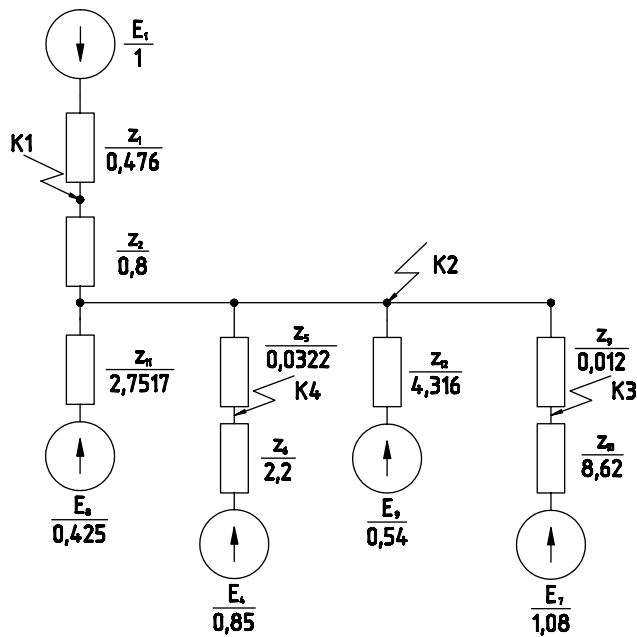 E₁
1
K1
z₁
0,476
z₂
0,8
K2
z₁₁
2,7517
z₅
0,0322
K4
z₁₂
4,316
z₉
0,012
K3
z₆
2,2
z₁₀
8,62
E₈
0,425
E₉
0,54
E₄
0,85
E₇
1,08